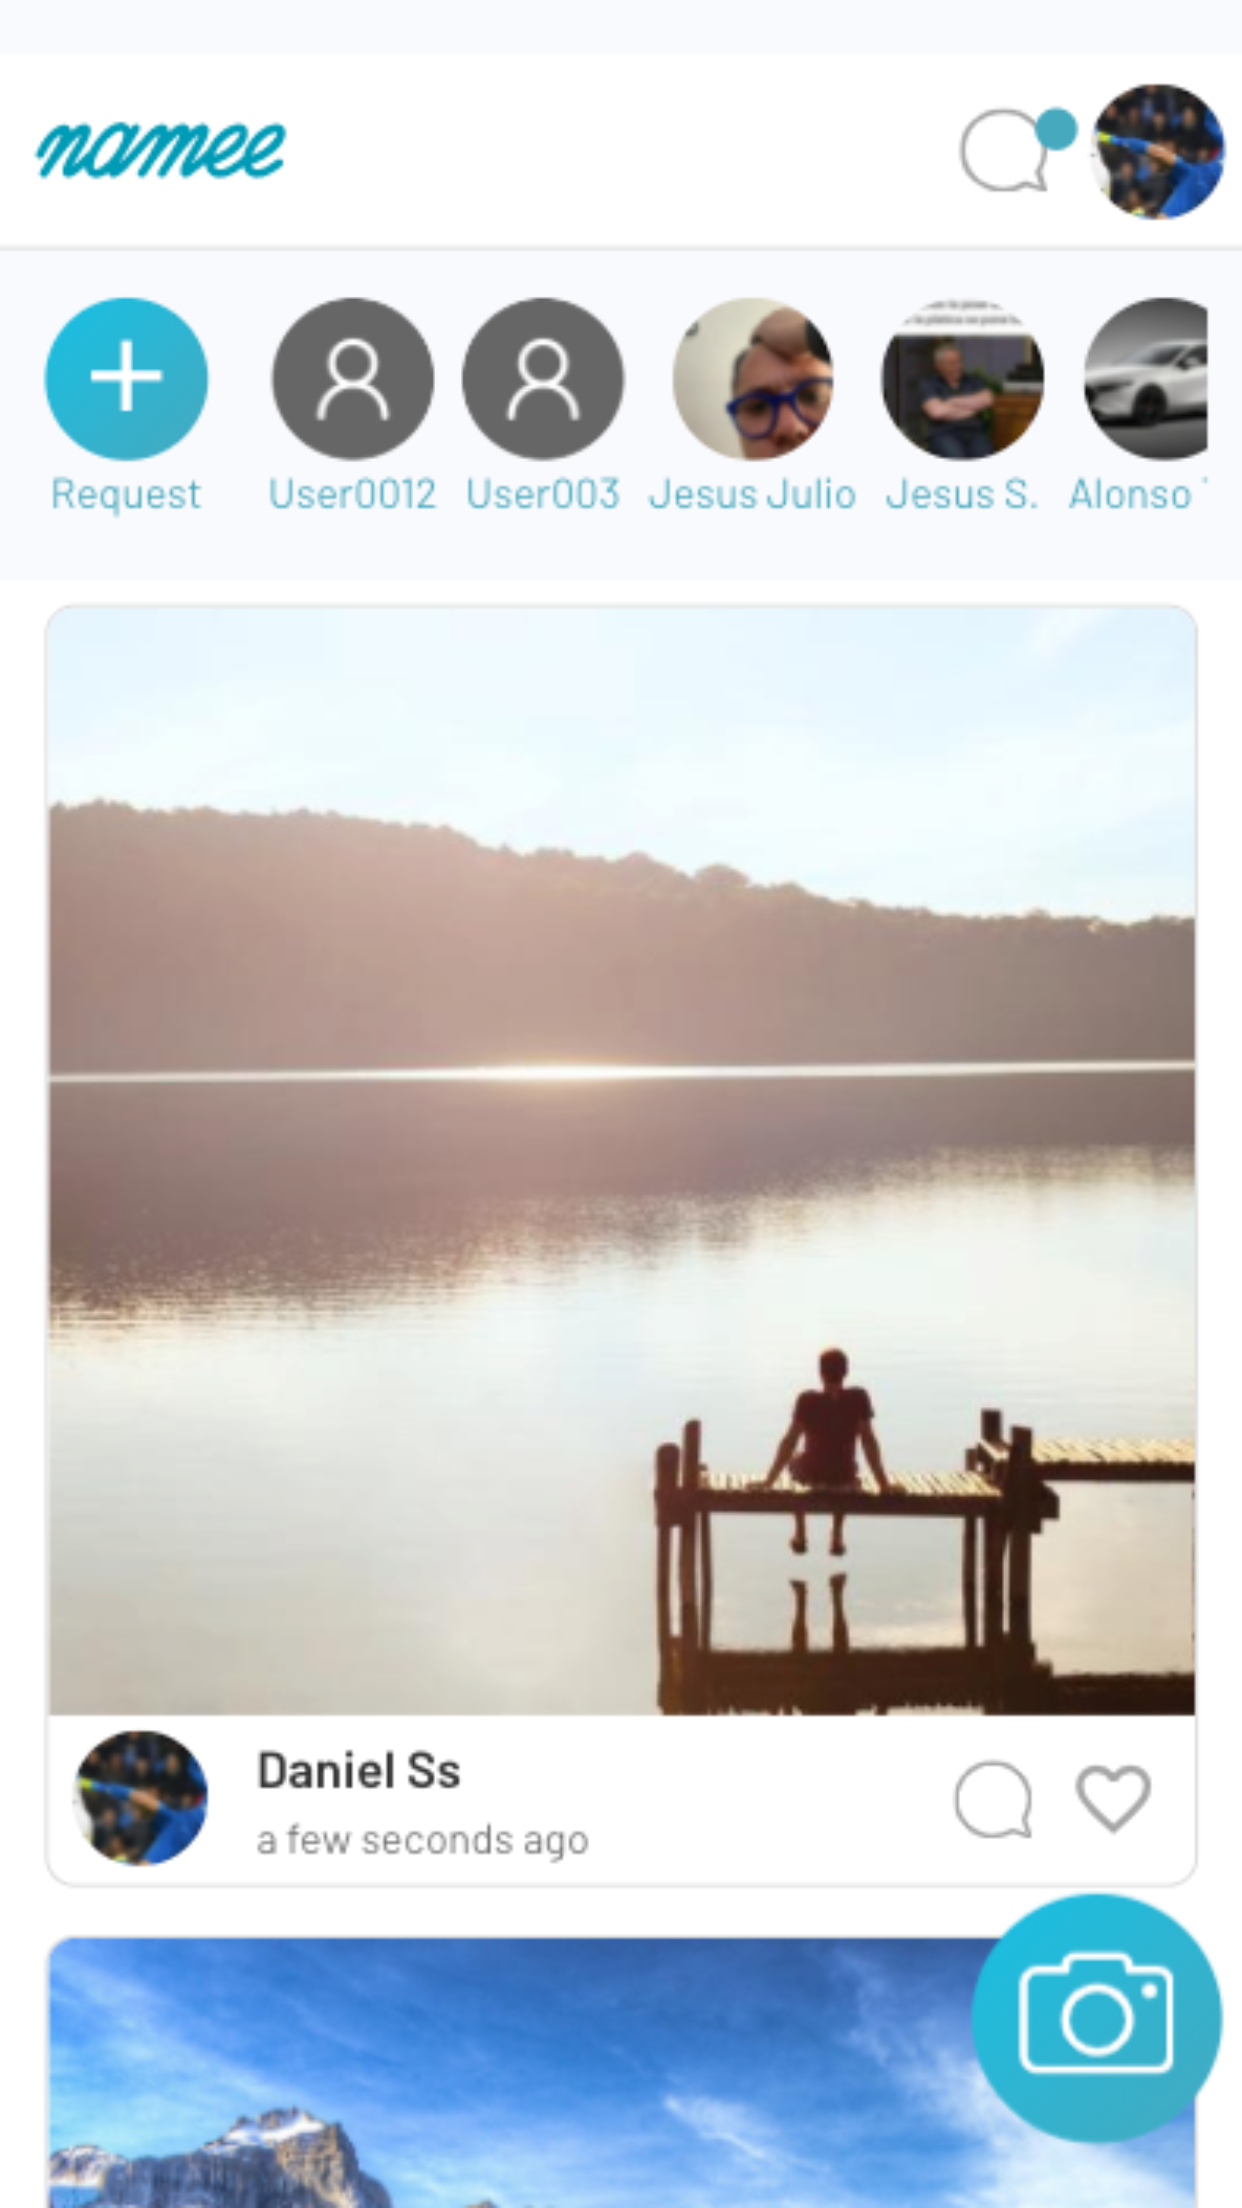 namee
Request
User0012
User003
Jesus Julio
Jesus S.
Alonso
Daniel Ss
a few seconds ago